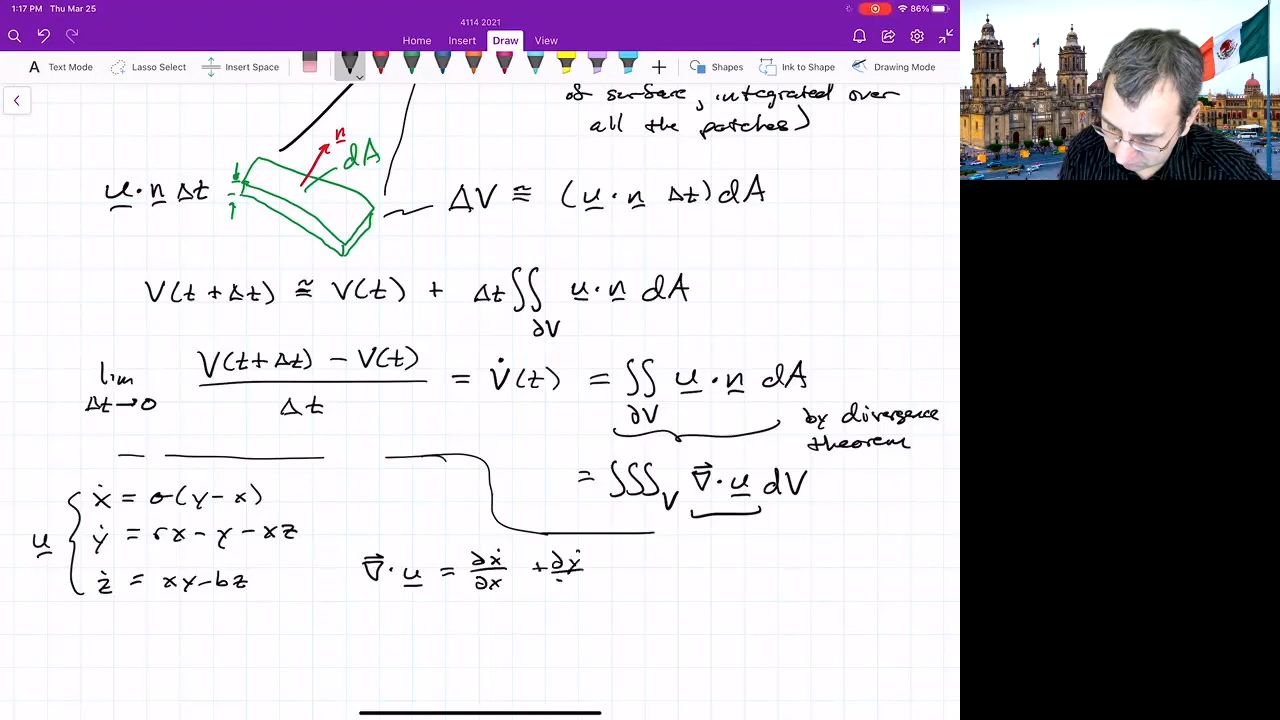 1:17 PM Thu Mar 25
86%
4114 2021
Home Insert Draw View
A Text Mode Lasso Select Insert Space Shapes Ink to Shape Drawing Mode
of surface, integrated over
all the patches)
n
dA
u · n Δt
ΔV ≅ (u · n Δt) dA
V(t + Δt) ≅ V(t) + Δt ∬∂V u · n dA
lim Δt→0 (V(t+Δt) − V(t)) / Δt = V̇(t) = ∬∂V u · n dA
by divergence
theorem
= ∭V ∇⃗ · u dV
u { ẋ = σ(y − x)
ẏ = rx − y − xz
ż = xy − bz
∇⃗ · u = ∂ẋ/∂x + ∂ẏ